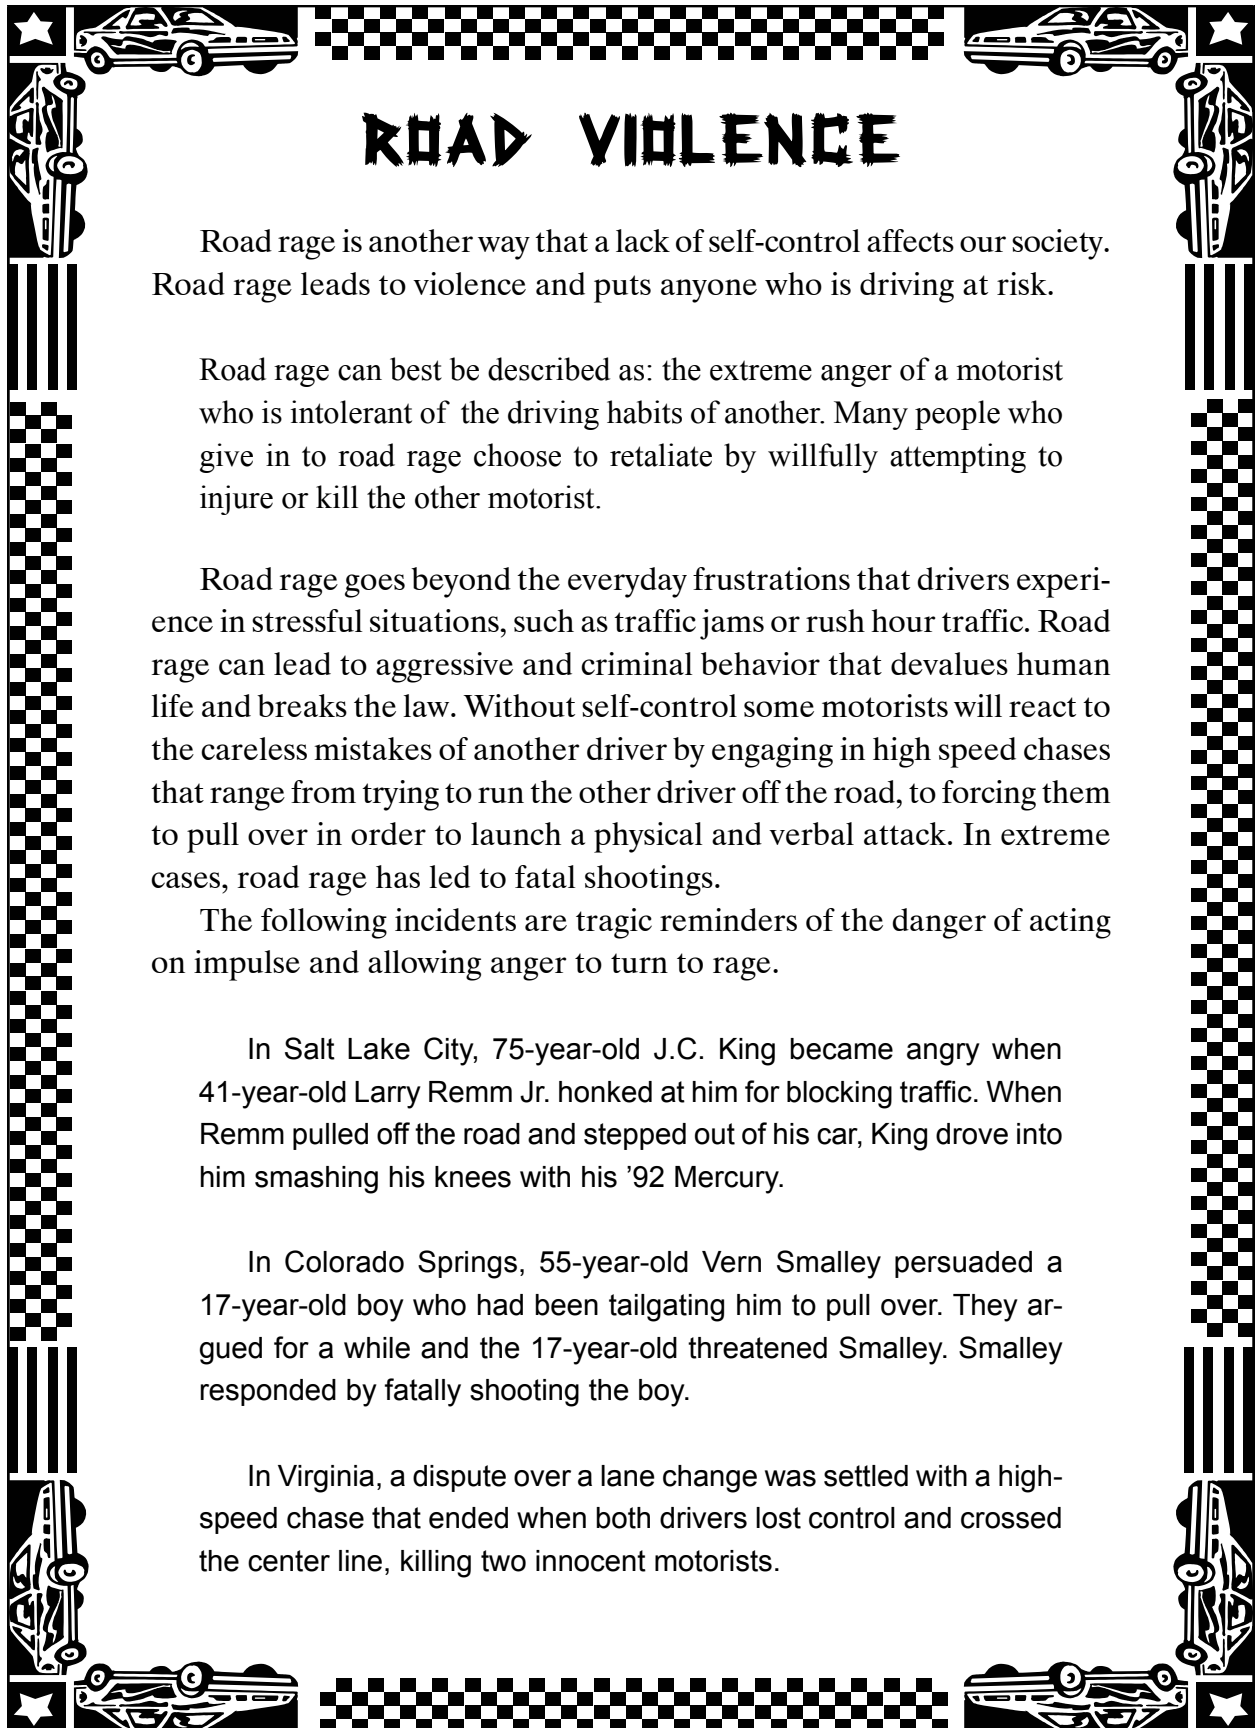 ROAD VIOLENCE
Road rage is another way that a lack of self-control affects our society.
Road rage leads to violence and puts anyone who is driving at risk.
Road rage can best be described as: the extreme anger of a motorist
who is intolerant of the driving habits of another. Many people who
give in to road rage choose to retaliate by willfully attempting to
injure or kill the other motorist.
Road rage goes beyond the everyday frustrations that drivers experi-
ence in stressful situations, such as traffic jams or rush hour traffic. Road
rage can lead to aggressive and criminal behavior that devalues human
life and breaks the law. Without self-control some motorists will react to
the careless mistakes of another driver by engaging in high speed chases
that range from trying to run the other driver off the road, to forcing them
to pull over in order to launch a physical and verbal attack. In extreme
cases, road rage has led to fatal shootings.
The following incidents are tragic reminders of the danger of acting
on impulse and allowing anger to turn to rage.
In Salt Lake City, 75-year-old J.C. King became angry when
41-year-old Larry Remm Jr. honked at him for blocking traffic. When
Remm pulled off the road and stepped out of his car, King drove into
him smashing his knees with his ’92 Mercury.
In Colorado Springs, 55-year-old Vern Smalley persuaded a
17-year-old boy who had been tailgating him to pull over. They ar-
gued for a while and the 17-year-old threatened Smalley. Smalley
responded by fatally shooting the boy.
In Virginia, a dispute over a lane change was settled with a high-
speed chase that ended when both drivers lost control and crossed
the center line, killing two innocent motorists.